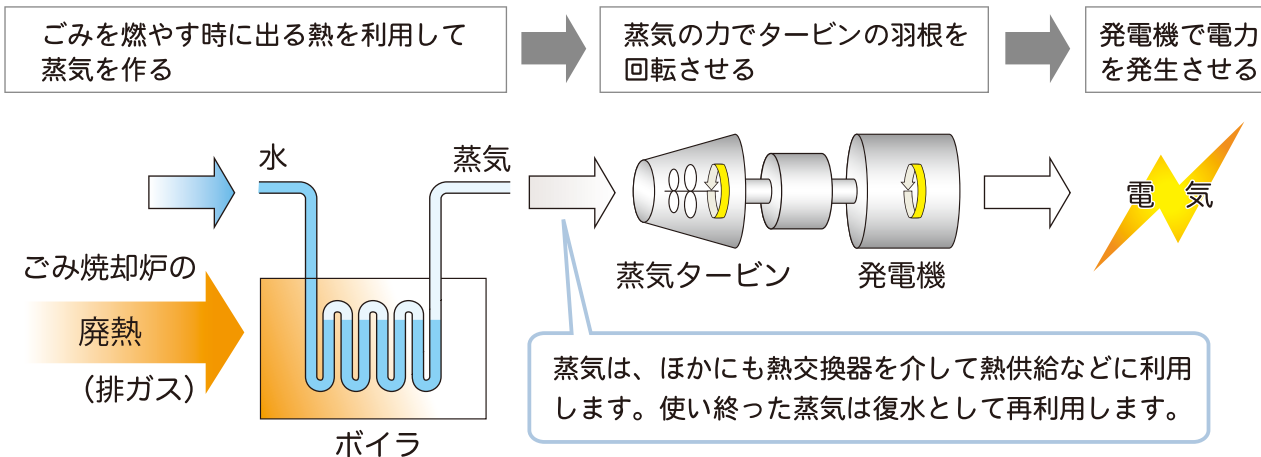 ごみを燃やす時に出る熱を利用して
蒸気を作る
蒸気の力でタービンの羽根を
回転させる
発電機で電力
を発生させる
水
蒸気
電気
ごみ焼却炉の
廃熱
（排ガス）
ボイラ
蒸気タービン
発電機
蒸気は、ほかにも熱交換器を介して熱供給などに利用
します。使い終った蒸気は復水として再利用します。